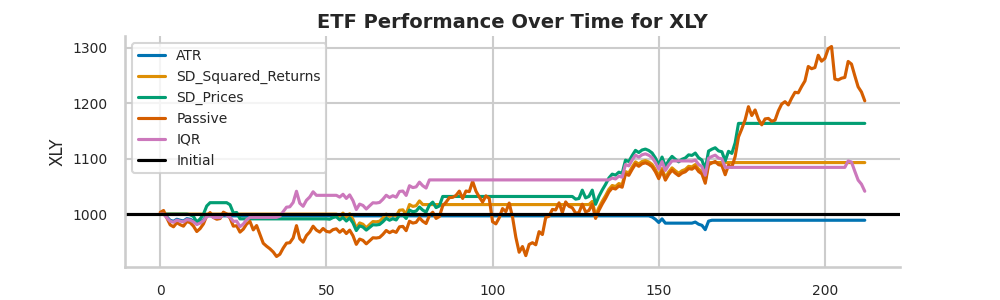 ETF Performance Over Time for XLY
XLY
1300
1200
1100
1000
ATR
SD_Squared_Returns
SD_Prices
Passive
IQR
Initial
0 50 100 150 200